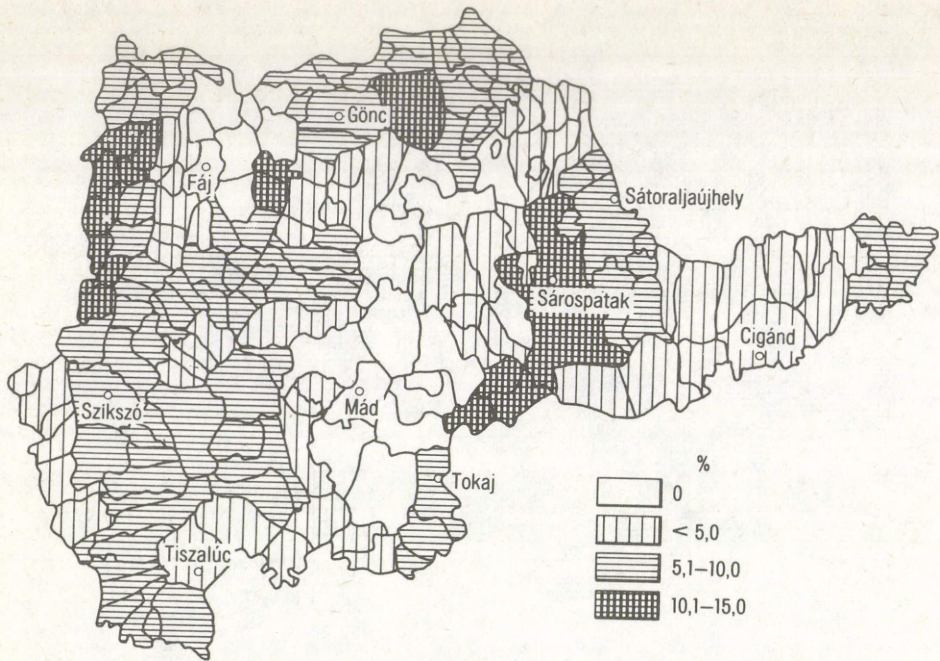 Gönc
Fáj
Sátoraljaújhely
Sárospatak
Cigánd
Szikszó
Mád
Tokaj
Tiszalúc
%
0
< 5,0
5,1–10,0
10,1–15,0